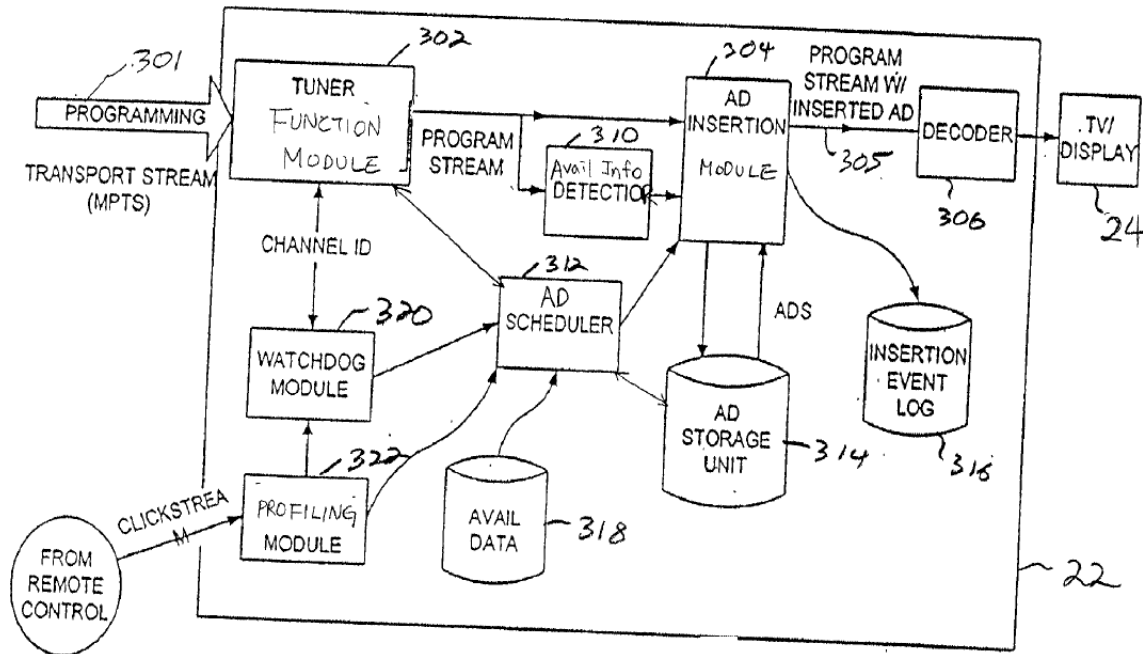 301
PROGRAMMING
TRANSPORT STREAM
(MPTS)
302
TUNER
FUNCTION
MODULE
PROGRAM
STREAM
310
Avail Info
DETECTION
304
AD
INSERTION
MODULE
PROGRAM
STREAM W/
INSERTED AD
305
DECODER
306
TV/
DISPLAY
24
CHANNEL ID
312
AD
SCHEDULER
ADS
320
WATCHDOG
MODULE
INSERTION
EVENT
LOG
316
AD
STORAGE
UNIT
314
322
PROFILING
MODULE
CLICKSTREA
M
FROM
REMOTE
CONTROL
AVAIL
DATA
318
22